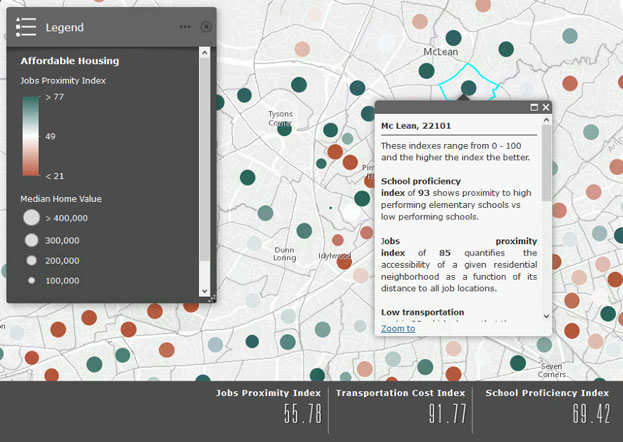 Legend
Affordable Housing
Jobs Proximity Index
> 77
49
< 21
Median Home Value
> 400,000
300,000
200,000
100,000
McLean
Tysons
Corner
Dunn
Loring
Idylwood
Seven
Corners
Mc Lean, 22101
These indexes range from 0 - 100
and the higher the index the better.
School proficiency
index of 93 shows proximity to high
performing elementary schools vs
low performing schools.
Jobs proximity
index of 85 quantifies the
accessibility of a given residential
neighborhood as a function of its
distance to all job locations.
Low transportation
Zoom to
Jobs Proximity Index
55.78
Transportation Cost Index
91.77
School Proficiency Index
69.42